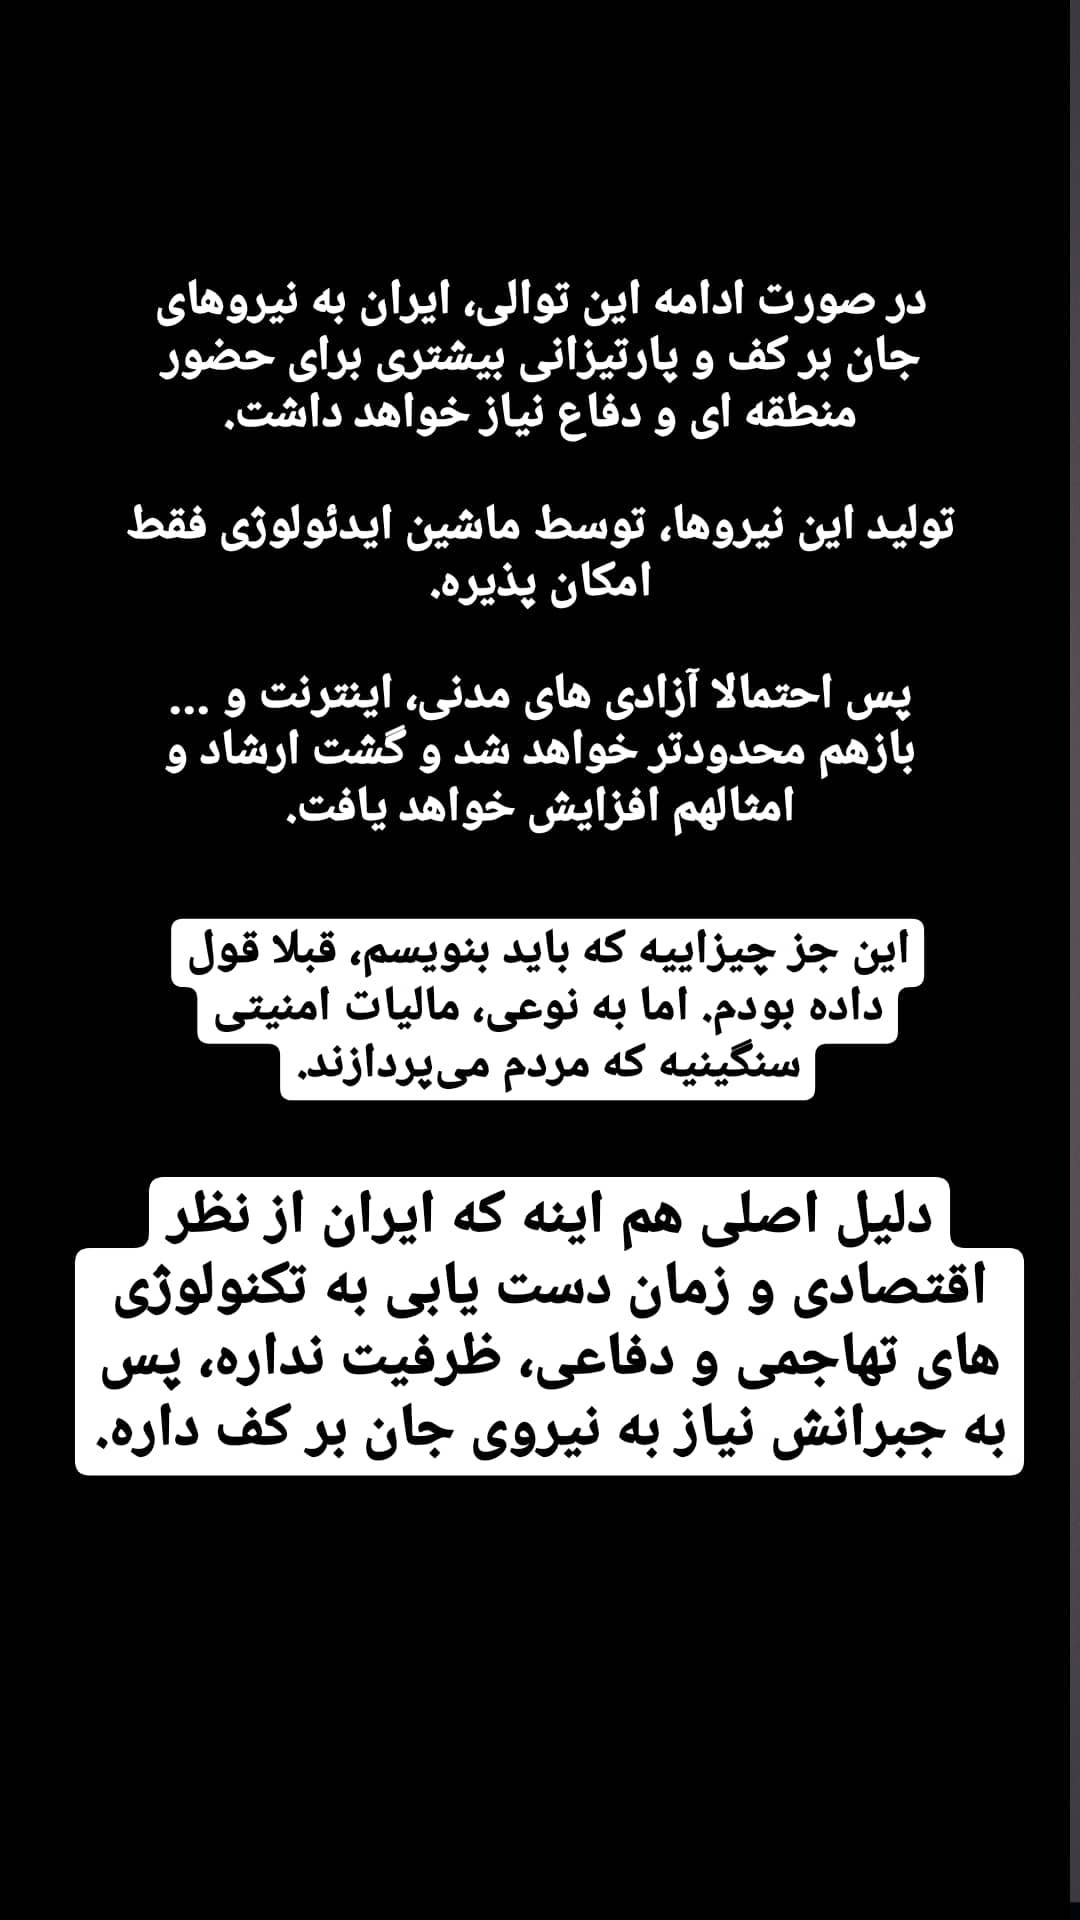 در صورت ادامه این توالی، ایران به نیروهای
جان بر کف و پارتیزانی بیشتری برای حضور
منطقه ای و دفاع نیاز خواهد داشت.
تولید این نیروها، توسط ماشین ایدئولوژی فقط
امکان پذیره.
پس احتمالا آزادی های مدنی، اینترنت و ...
بازهم محدودتر خواهد شد و گشت ارشاد و
امثالهم افزایش خواهد یافت.
این جز چیزاییه که باید بنویسم، قبلا قول
داده بودم. اما به نوعی، مالیات امنیتی
سنگینیه که مردم می‌پردازند.
دلیل اصلی هم اینه که ایران از نظر
اقتصادی و زمان دست یابی به تکنولوژی
های تهاجمی و دفاعی، ظرفیت نداره، پس
به جبرانش نیاز به نیروی جان بر کف داره.